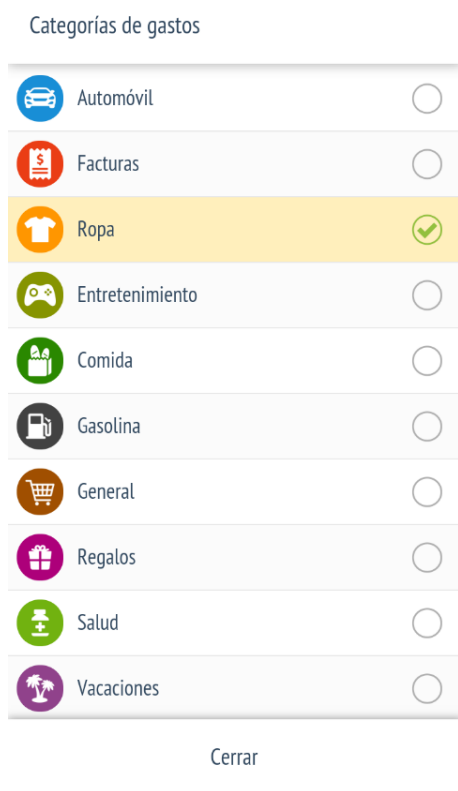 Categorías de gastos
Automóvil
$
Facturas
Ropa
Entretenimiento
Comida
Gasolina
General
Regalos
Salud
Vacaciones
Cerrar